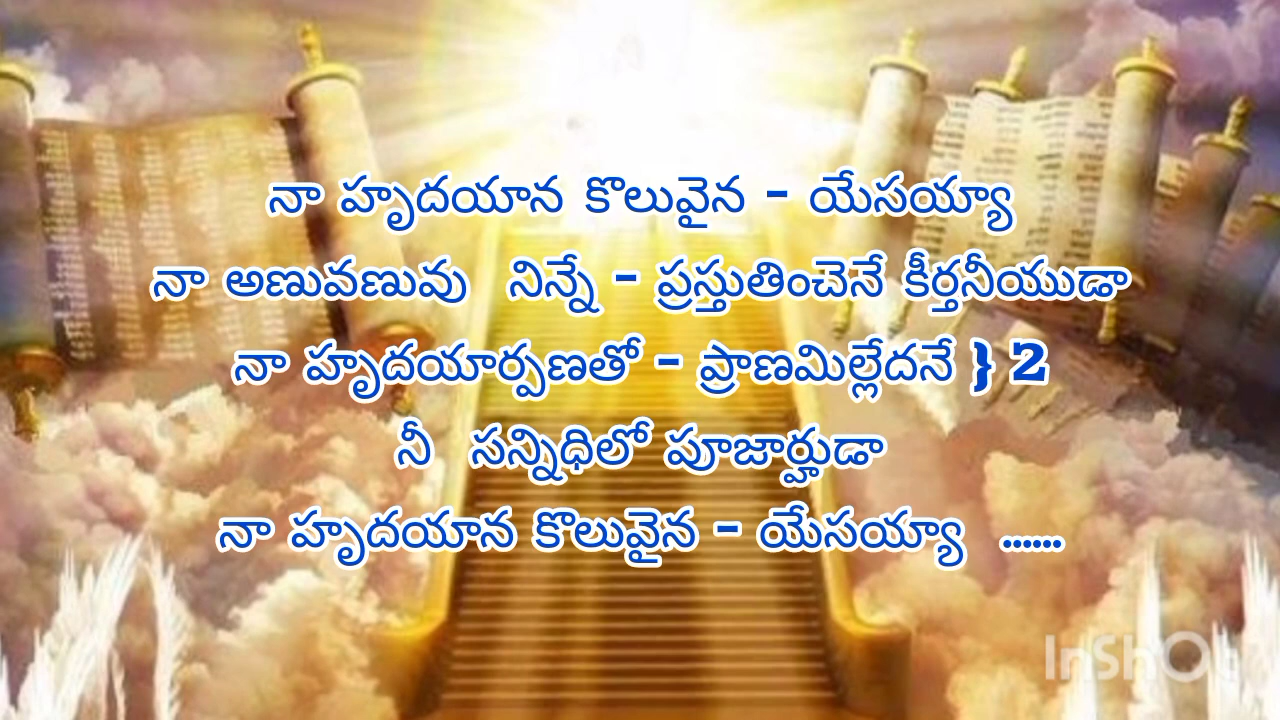 నా హృదయాన కొలువైన - యేసయ్యా
నా అణువణువు  నిన్నే - ప్రస్తుతించెనే కీర్తనీయుడా
నా హృదయార్పణతో - ప్రాణమిల్లేదనే } 2
నీ  సన్నిధిలో పూజార్హుడా
నా హృదయాన కొలువైన - యేసయ్యా  ......
InShOt